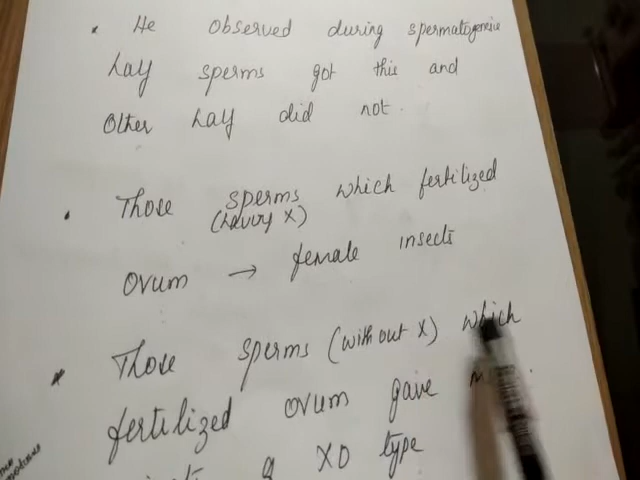 He observed during spermatogenesis
half sperms got this and
other half did not.
Those sperms which fertilized
(having X)
ovum → female insects
Those sperms (without X) which
fertilized ovum gave
XO type